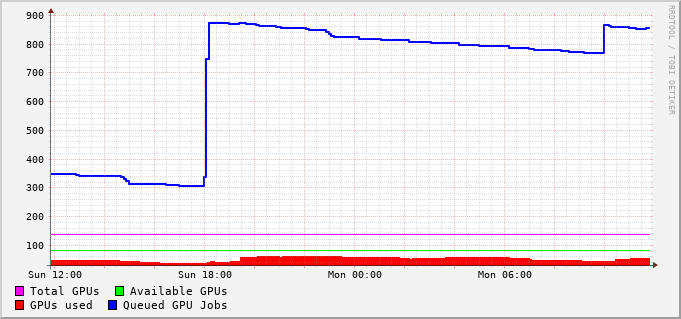 900
800
700
600
500
400
300
200
100
Sun 12:00 Sun 18:00 Mon 00:00 Mon 06:00
Total GPUs Available GPUs
GPUs used Queued GPU Jobs
RRDTOOL / TOBI OETIKER